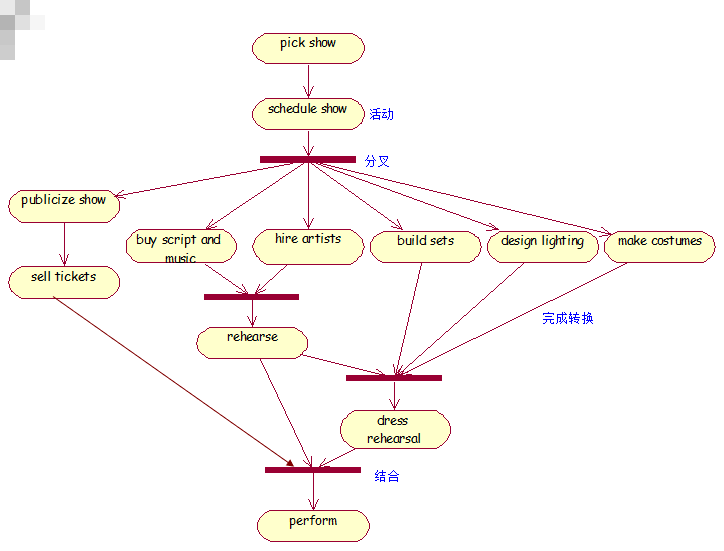 pick show
schedule show
活动
分叉
publicize show
buy script and
music
hire artists
build sets
design lighting
make costumes
sell tickets
完成转换
rehearse
dress
rehearsal
结合
perform